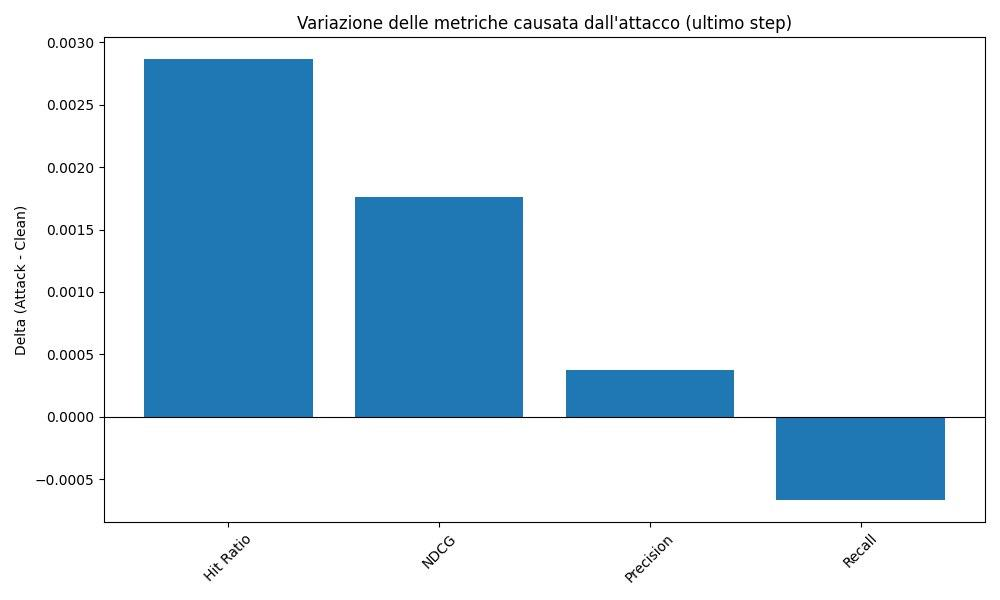 Variazione delle metriche causata dall'attacco (ultimo step)
Delta (Attack - Clean)
0.0030
0.0025
0.0020
0.0015
0.0010
0.0005
0.0000
−0.0005
Hit Ratio
NDCG
Precision
Recall